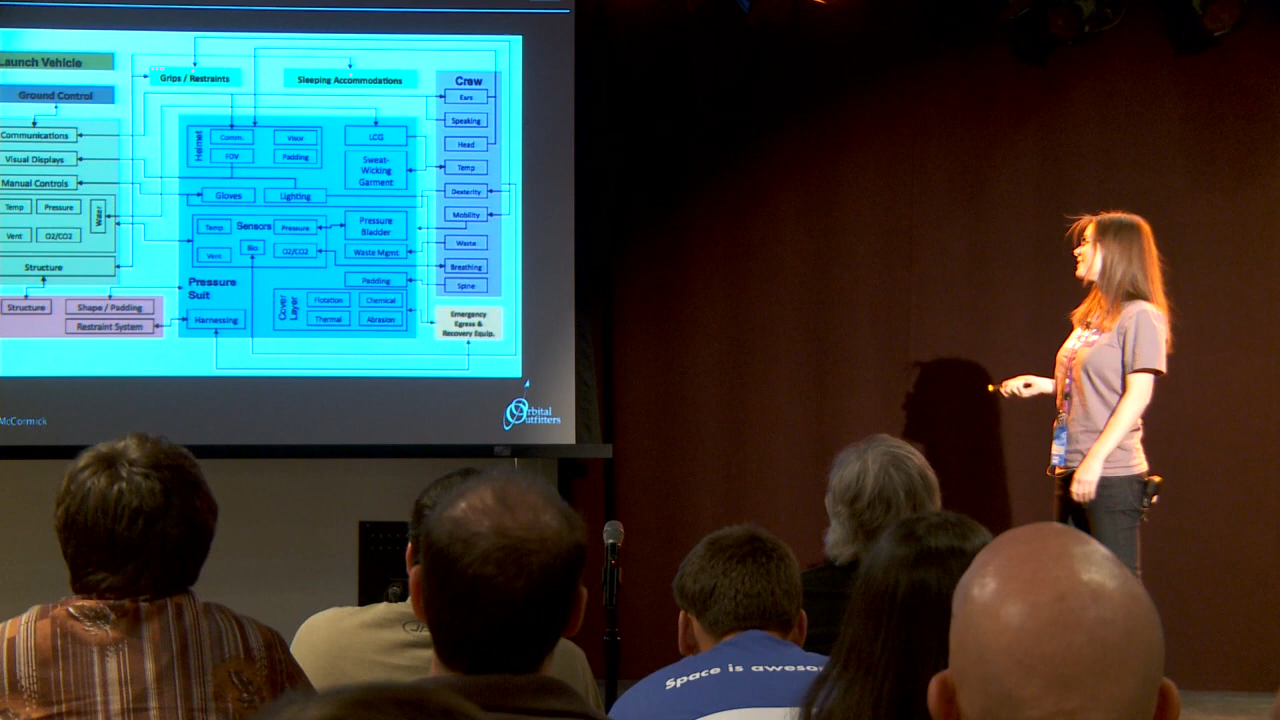 Launch Vehicle
Ground Control
Communications
Visual Displays
Manual Controls
Temp
Pressure
Water
Vent
O2/CO2
Structure
Structure
Shape / Padding
Restraint System
Grips / Restraints
Sleeping Accommodations
Helmet
Comm.
Visor
FOV
Padding
LCG
Sweat-
Wicking
Garment
Gloves
Lighting
Temp
Sensors
Pressure
Vent
Bio
O2/CO2
Pressure
Bladder
Waste Mgmt
Padding
Pressure
Suit
Harnessing
Cover
Layer
Flotation
Chemical
Thermal
Abrasion
Crew
Ears
Speaking
Head
Temp
Dexterity
Mobility
Waste
Breathing
Spine
Emergency
Egress &
Recovery Equip.
McCormick
Orbital
Outfitters
Space is aweso